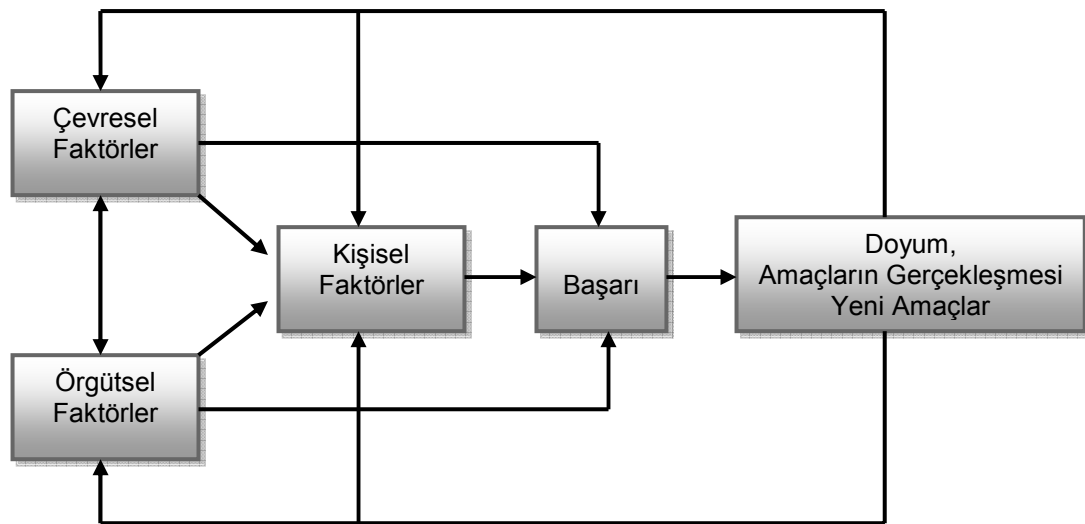 Çevresel
Faktörler
Kişisel
Faktörler
Başarı
Doyum,
Amaçların Gerçekleşmesi
Yeni Amaçlar
Örgütsel
Faktörler